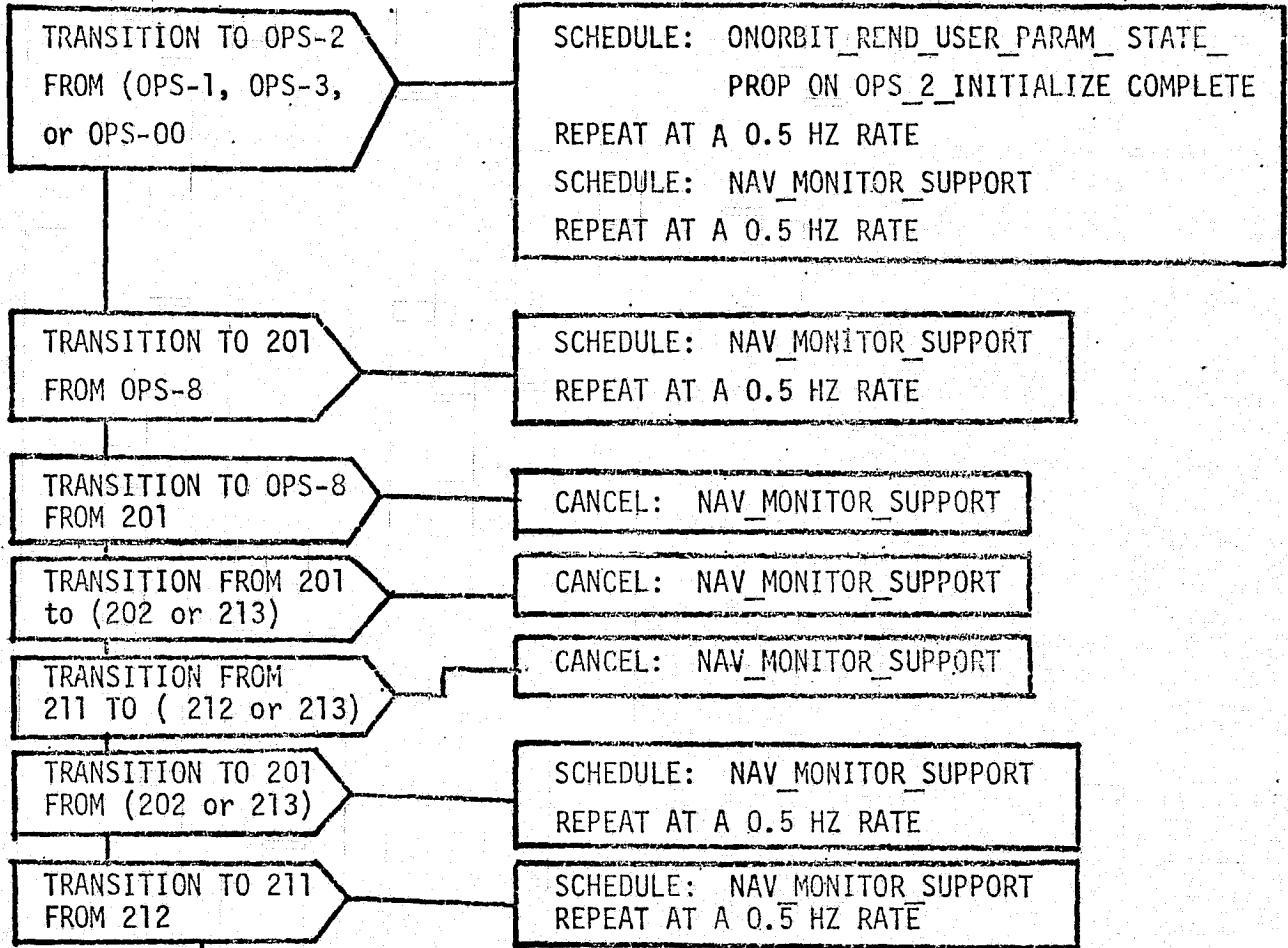 TRANSITION TO OPS-2
FROM (OPS-1, OPS-3,
or OPS-00
SCHEDULE: ONORBIT_REND_USER_PARAM_ STATE_
PROP ON OPS_2_INITIALIZE COMPLETE
REPEAT AT A 0.5 HZ RATE
SCHEDULE: NAV_MONITOR_SUPPORT
REPEAT AT A 0.5 HZ RATE
TRANSITION TO 201
FROM OPS-8
SCHEDULE: NAV_MONITOR_SUPPORT
REPEAT AT A 0.5 HZ RATE
TRANSITION TO OPS-8
FROM 201
CANCEL: NAV_MONITOR_SUPPORT
TRANSITION FROM 201
to (202 or 213)
CANCEL: NAV_MONITOR_SUPPORT
TRANSITION FROM
211 TO ( 212 or 213)
CANCEL: NAV_MONITOR_SUPPORT
TRANSITION TO 201
FROM (202 or 213)
SCHEDULE: NAV_MONITOR_SUPPORT
REPEAT AT A 0.5 HZ RATE
TRANSITION TO 211
FROM 212
SCHEDULE: NAV_MONITOR_SUPPORT
REPEAT AT A 0.5 HZ RATE